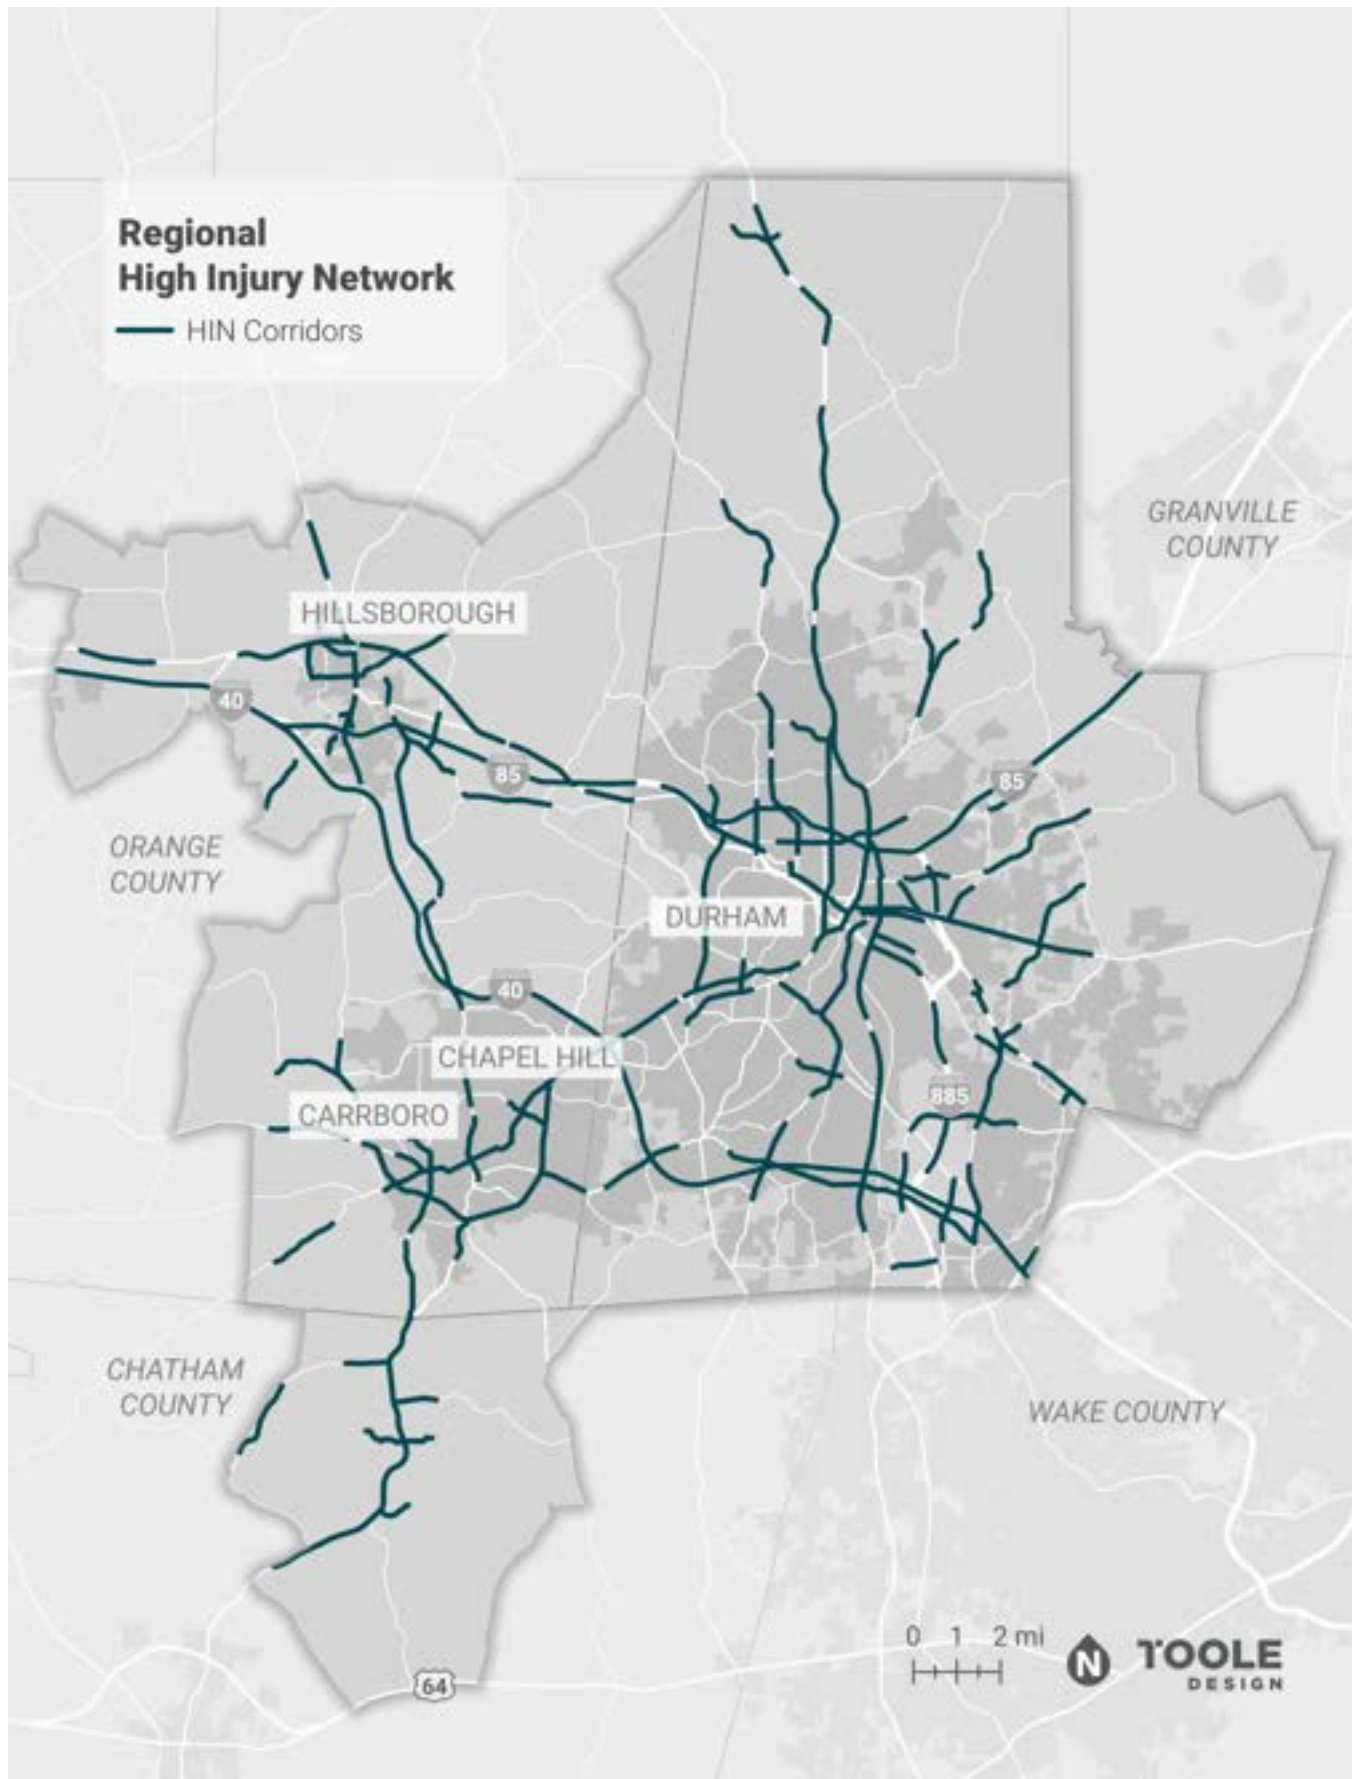 Regional
High Injury Network
HIN Corridors
GRANVILLE
COUNTY
HILLSBOROUGH
40
85
85
ORANGE
COUNTY
DURHAM
40
CHAPEL HILL
885
CARRBORO
CHATHAM
COUNTY
WAKE COUNTY
0 1 2 mi
N
TOOLE
DESIGN
64